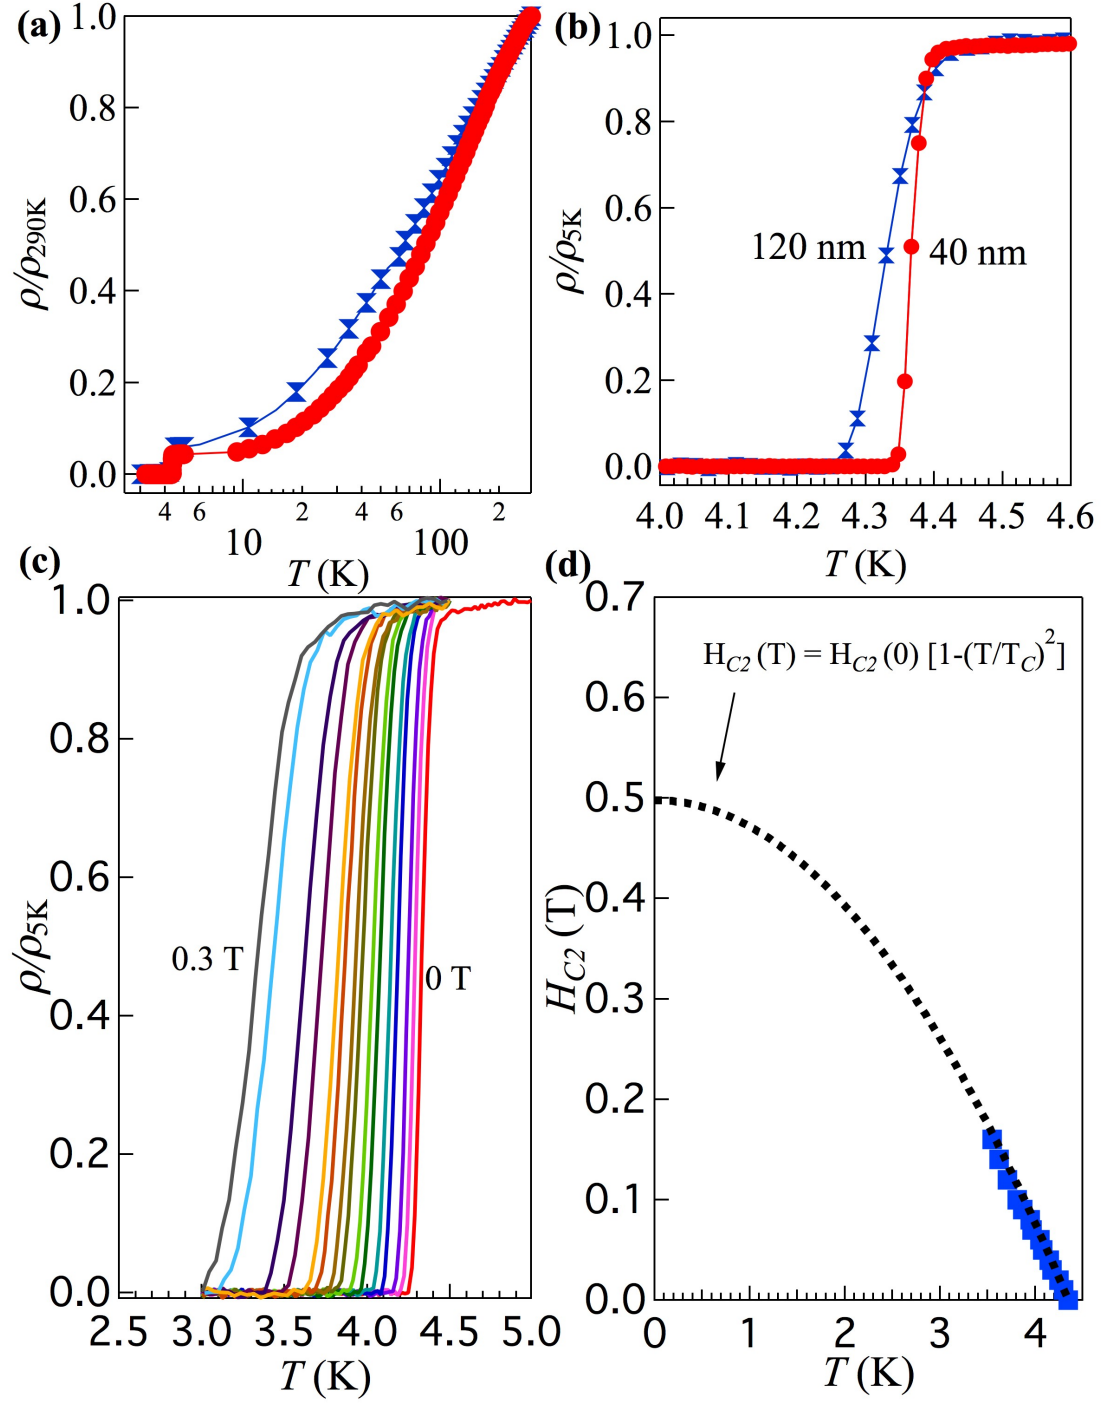 (a)
1.0
0.8
0.6
0.4
0.2
0.0
ρ/ρ290K
4 6 2 4 6 2
10 100
T (K)
(b)
1.0
0.8
0.6
0.4
0.2
0.0
ρ/ρ5K
120 nm
40 nm
4.0 4.1 4.2 4.3 4.4 4.5 4.6
T (K)
(c)
1.0
0.8
0.6
0.4
0.2
0.0
ρ/ρ5K
0.3 T
0 T
2.5 3.0 3.5 4.0 4.5 5.0
T (K)
(d)
0.7
0.6
0.5
0.4
0.3
0.2
0.1
0.0
HC2 (T)
HC2 (T) = HC2 (0) [1-(T/TC)2]
0 1 2 3 4
T (K)